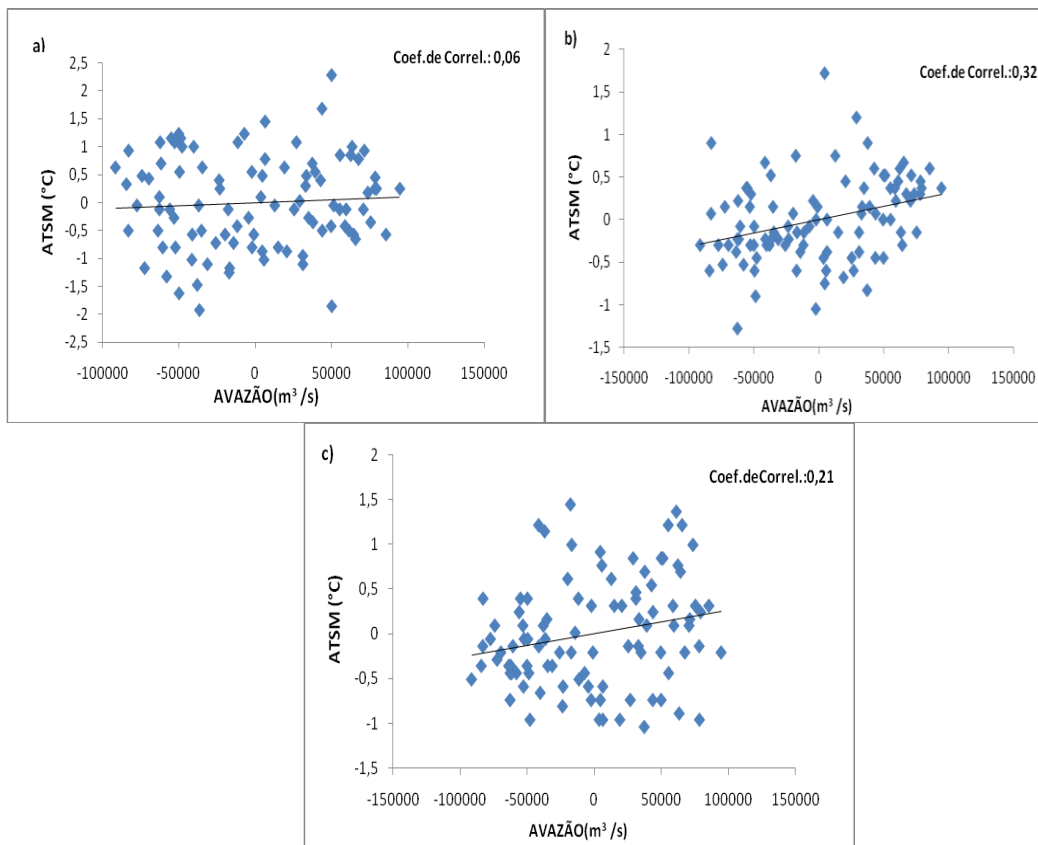 a)
Coef.de Correl.: 0,06
2,5
2
1,5
1
0,5
0
-0,5
-1
-1,5
-2
-2,5
ATSM (°C)
-100000 -50000 0 50000 100000 150000
AVAZÃO(m³ /s)
b)
Coef.de Correl.:0,32
2
1,5
1
0,5
0
-0,5
-1
-1,5
ATSM (°C)
-150000 -100000 -50000 0 50000 100000 150000
AVAZÃO(m³ /s)
c)
Coef.deCorrel.:0,21
2
1,5
1
0,5
0
-0,5
-1
-1,5
ATSM (°C)
-150000 -100000 -50000 0 50000 100000 150000
AVAZÃO(m³ /s)